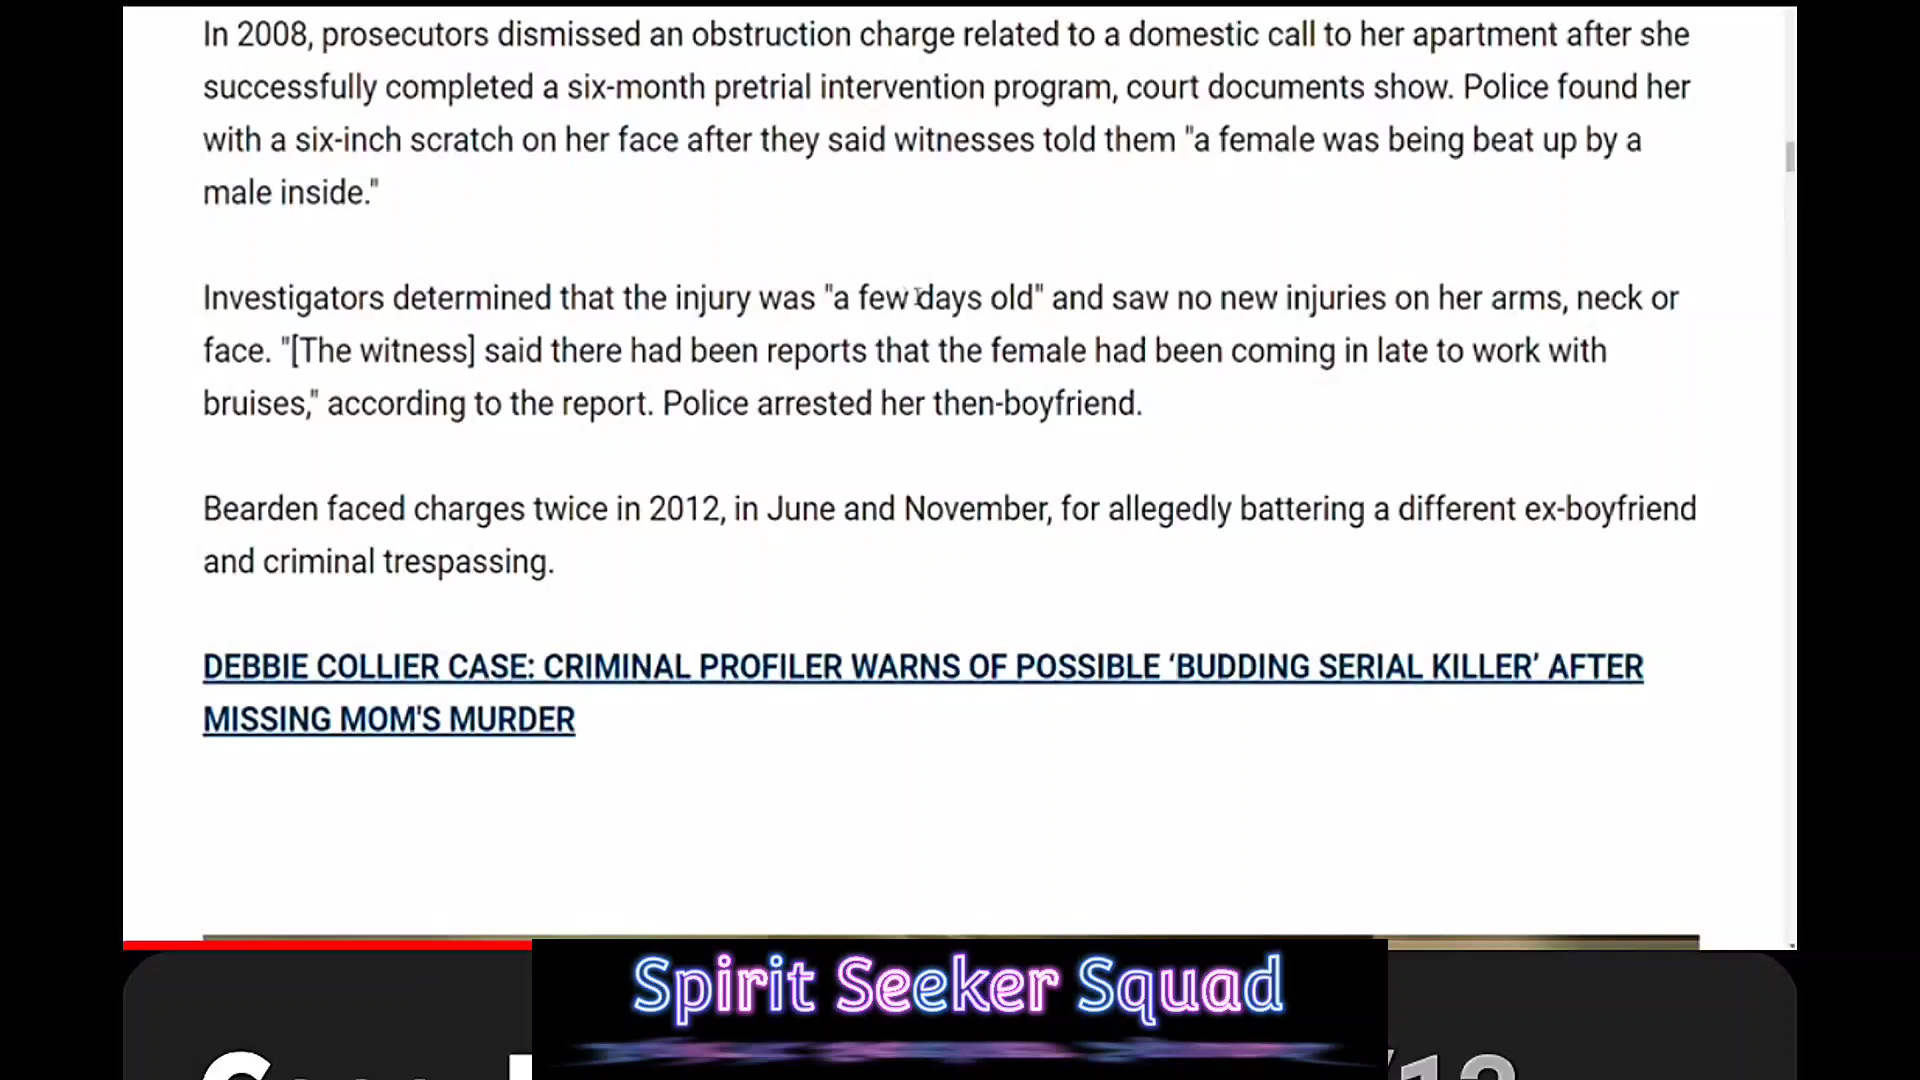 In 2008, prosecutors dismissed an obstruction charge related to a domestic call to her apartment after she
successfully completed a six-month pretrial intervention program, court documents show. Police found her
with a six-inch scratch on her face after they said witnesses told them "a female was being beat up by a
male inside."
Investigators determined that the injury was "a few days old" and saw no new injuries on her arms, neck or
face. "[The witness] said there had been reports that the female had been coming in late to work with
bruises," according to the report. Police arrested her then-boyfriend.
Bearden faced charges twice in 2012, in June and November, for allegedly battering a different ex-boyfriend
and criminal trespassing.
DEBBIE COLLIER CASE: CRIMINAL PROFILER WARNS OF POSSIBLE ‘BUDDING SERIAL KILLER’ AFTER
MISSING MOM'S MURDER
Spirit Seeker Squad